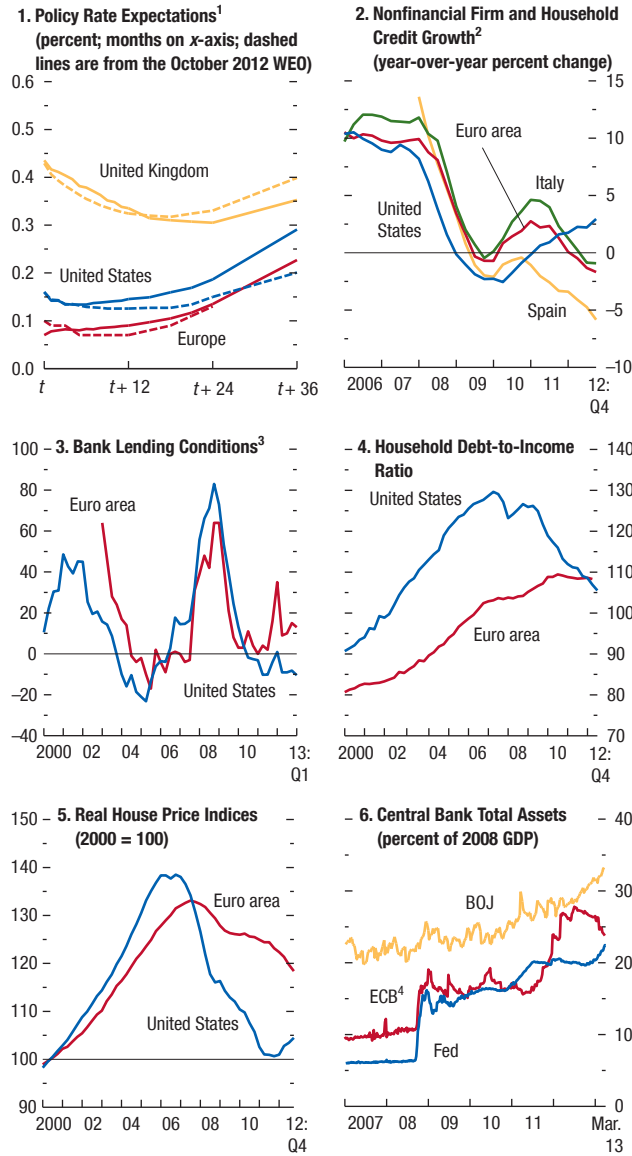 1. Policy Rate Expectations¹
(percent; months on x-axis; dashed
lines are from the October 2012 WEO)
0.6
0.5
0.4
0.3
0.2
0.1
0.0
United Kingdom
United States
Europe
t
t + 12
t + 24
t + 36
2. Nonfinancial Firm and Household
Credit Growth²
(year-over-year percent change)
15
10
5
0
–5
–10
Euro area
Italy
United
States
Spain
2006 07 08 09 10 11 12:
Q4
3. Bank Lending Conditions³
100
80
60
40
20
0
–20
–40
Euro area
United States
2000 02 04 06 08 10 13:
Q1
4. Household Debt-to-Income
Ratio
140
130
120
110
100
90
80
70
United States
Euro area
2000 02 04 06 08 10 12:
Q4
5. Real House Price Indices
(2000 = 100)
150
140
130
120
110
100
90
Euro area
United States
2000 02 04 06 08 10 12:
Q4
6. Central Bank Total Assets
(percent of 2008 GDP)
40
30
20
10
0
BOJ
ECB⁴
Fed
2007 08 09 10 11 Mar.
13